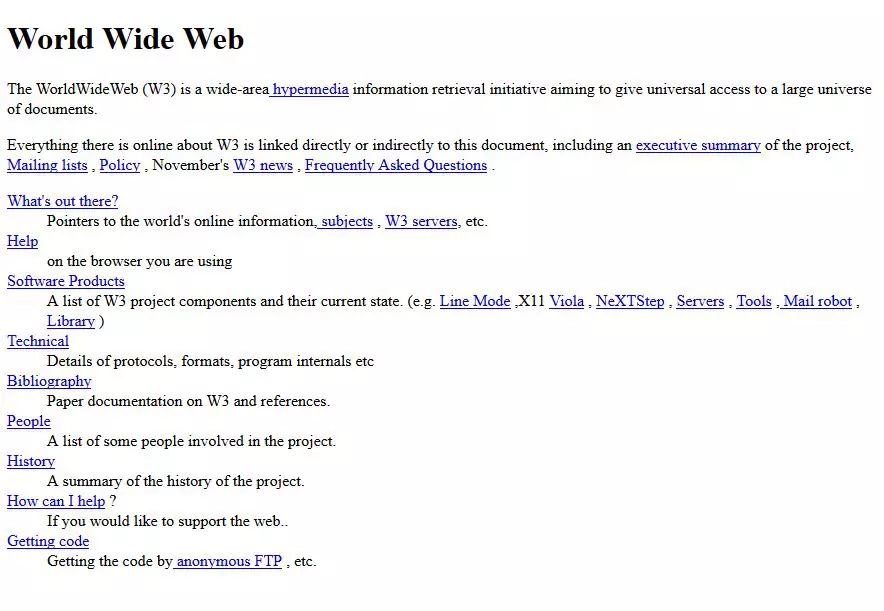 World Wide Web
The WorldWideWeb (W3) is a wide-area hypermedia information retrieval initiative aiming to give universal access to a large universe
of documents.
Everything there is online about W3 is linked directly or indirectly to this document, including an executive summary of the project,
Mailing lists , Policy , November's W3 news , Frequently Asked Questions .
What's out there?
Pointers to the world's online information, subjects , W3 servers, etc.
Help
on the browser you are using
Software Products
A list of W3 project components and their current state. (e.g. Line Mode ,X11 Viola , NeXTStep , Servers , Tools , Mail robot ,
Library )
Technical
Details of protocols, formats, program internals etc
Bibliography
Paper documentation on W3 and references.
People
A list of some people involved in the project.
History
A summary of the history of the project.
How can I help ?
If you would like to support the web..
Getting code
Getting the code by anonymous FTP , etc.